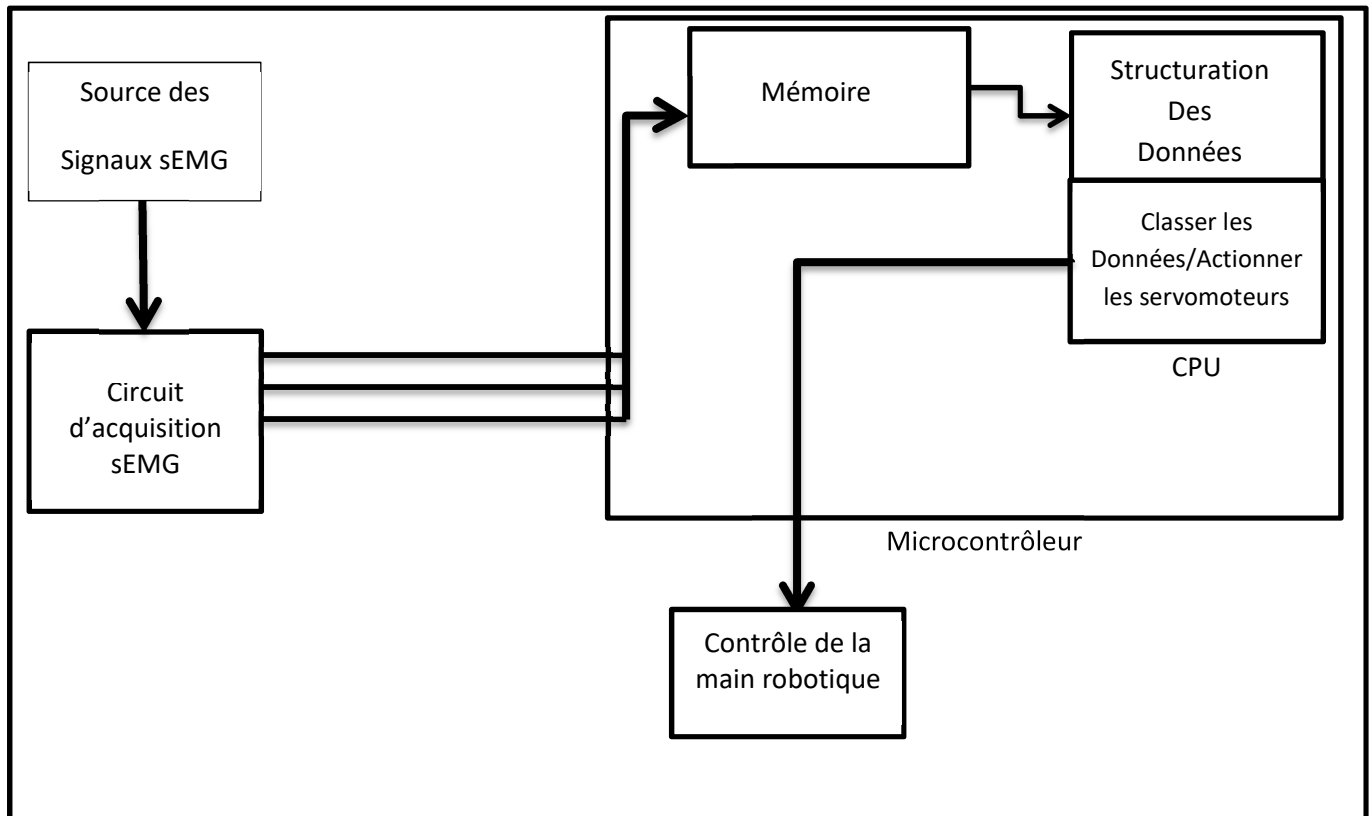 Source des
Signaux sEMG
Circuit
d'acquisition
sEMG
Mémoire
Structuration
Des
Données
Classer les
Données/Actionner
les servomoteurs
CPU
Microcontrôleur
Contrôle de la
main robotique